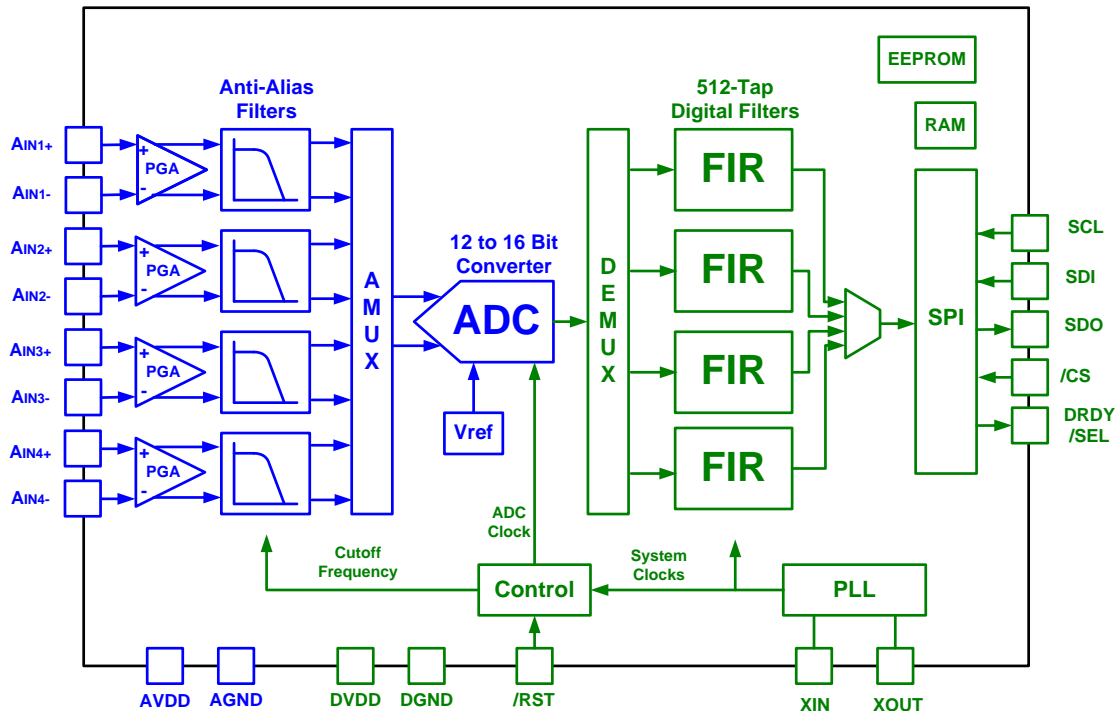 EEPROM
Anti-Alias
Filters
512-Tap
Digital Filters
RAM
AIN1+
+
PGA
-
AIN1-
FIR
AIN2+
+
PGA
-
AIN2-
12 to 16 Bit
Converter
FIR
SCL
SDI
SDO
/CS
DRDY
/SEL
AMUX
ADC
DEMUX
SPI
AIN3+
+
PGA
-
AIN3-
FIR
Vref
AIN4+
+
PGA
-
AIN4-
FIR
ADC
Clock
Cutoff
Frequency
System
Clocks
Control
PLL
AVDD
AGND
DVDD
DGND
/RST
XIN
XOUT